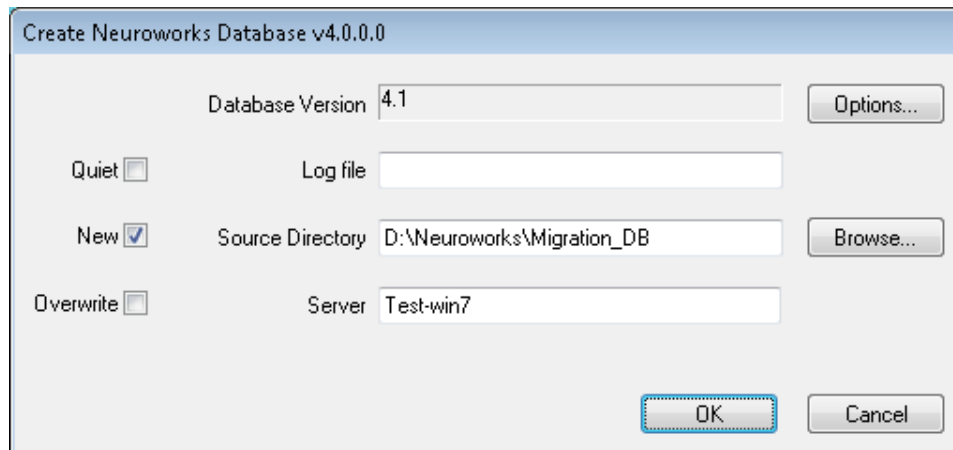 Create Neuroworks Database v4.0.0.0
Database Version 4.1 Options...
Quiet Log file
New Source Directory D:\Neuroworks\Migration_DB Browse...
Overwrite Server Test-win7
OK Cancel